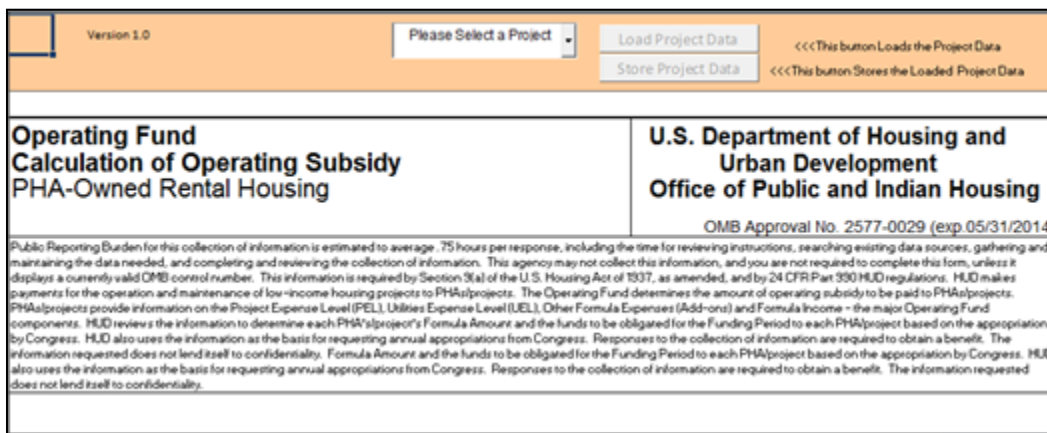 Version 1.0
Please Select a Project
Load Project Data
<<<This button Loads the Project Data
Store Project Data
<<<This button Stores the Loaded Project Data
Operating Fund
Calculation of Operating Subsidy
PHA-Owned Rental Housing
U.S. Department of Housing and
Urban Development
Office of Public and Indian Housing
OMB Approval No. 2577-0029 (exp.05/31/2014
Public Reporting Burden for this collection of information is estimated to average .75 hours per response, including the time for reviewing instructions, searching existing data sources, gathering and
maintaining the data needed, and completing and reviewing the collection of information. This agency may not collect this information, and you are not required to complete this form, unless it
displays a currently valid OMB control number. This information is required by Section 9(a) of the U.S. Housing Act of 1937, as amended, and by 24 CFR Part 990 HUD regulations. HUD makes
payments for the operation and maintenance of low-income housing projects to PHAs/projects. The Operating Fund determines the amount of operating subsidy to be paid to PHAs/projects.
PHAs/projects provide information on the Project Expense Level (PEL), Utilities Expense Level (UEL), Other Formula Expenses (Add-ons) and Formula Income - the major Operating Fund
components. HUD reviews the information to determine each PHA's/project's Formula Amount and the funds to be obligated for the Funding Period to each PHA/project based on the appropriation
by Congress. HUD also uses the information as the basis for requesting annual appropriations from Congress. Responses to the collection of information are required to obtain a benefit. The
information requested does not lend itself to confidentiality. Formula Amount and the funds to be obligated for the Funding Period to each PHA/project based on the appropriation by Congress. HUD
also uses the information as the basis for requesting annual appropriations from Congress. Responses to the collection of information are required to obtain a benefit. The information requested
does not lend itself to confidentiality.